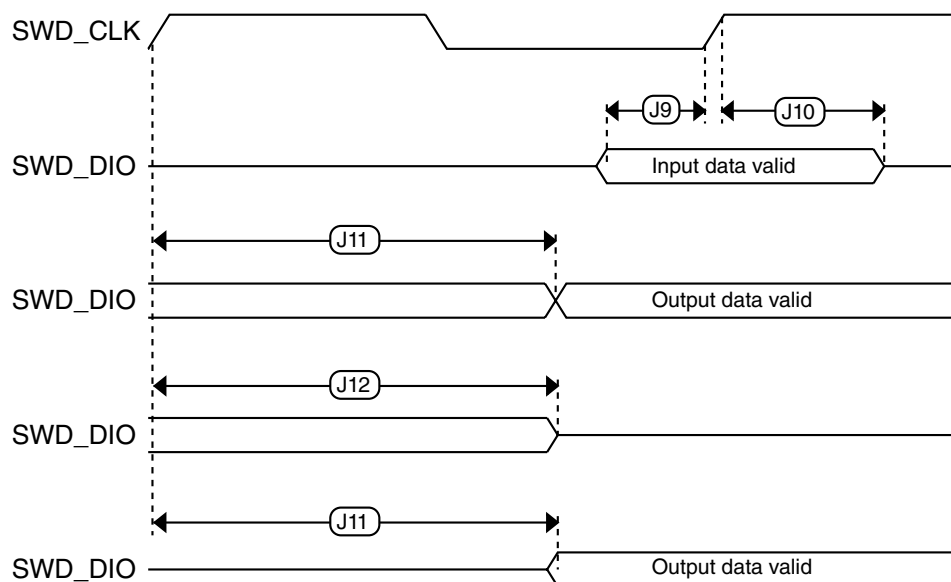 SWD_CLK
J9
J10
SWD_DIO
Input data valid
J11
SWD_DIO
Output data valid
J12
SWD_DIO
J11
SWD_DIO
Output data valid